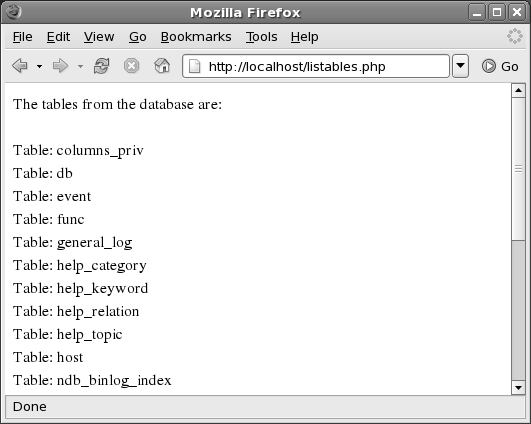 Mozilla Firefox
File Edit View Go Bookmarks Tools Help
http://localhost/listables.php Go
The tables from the database are:
Table: columns_priv
Table: db
Table: event
Table: func
Table: general_log
Table: help_category
Table: help_keyword
Table: help_relation
Table: help_topic
Table: host
Table: ndb_binlog_index
Done